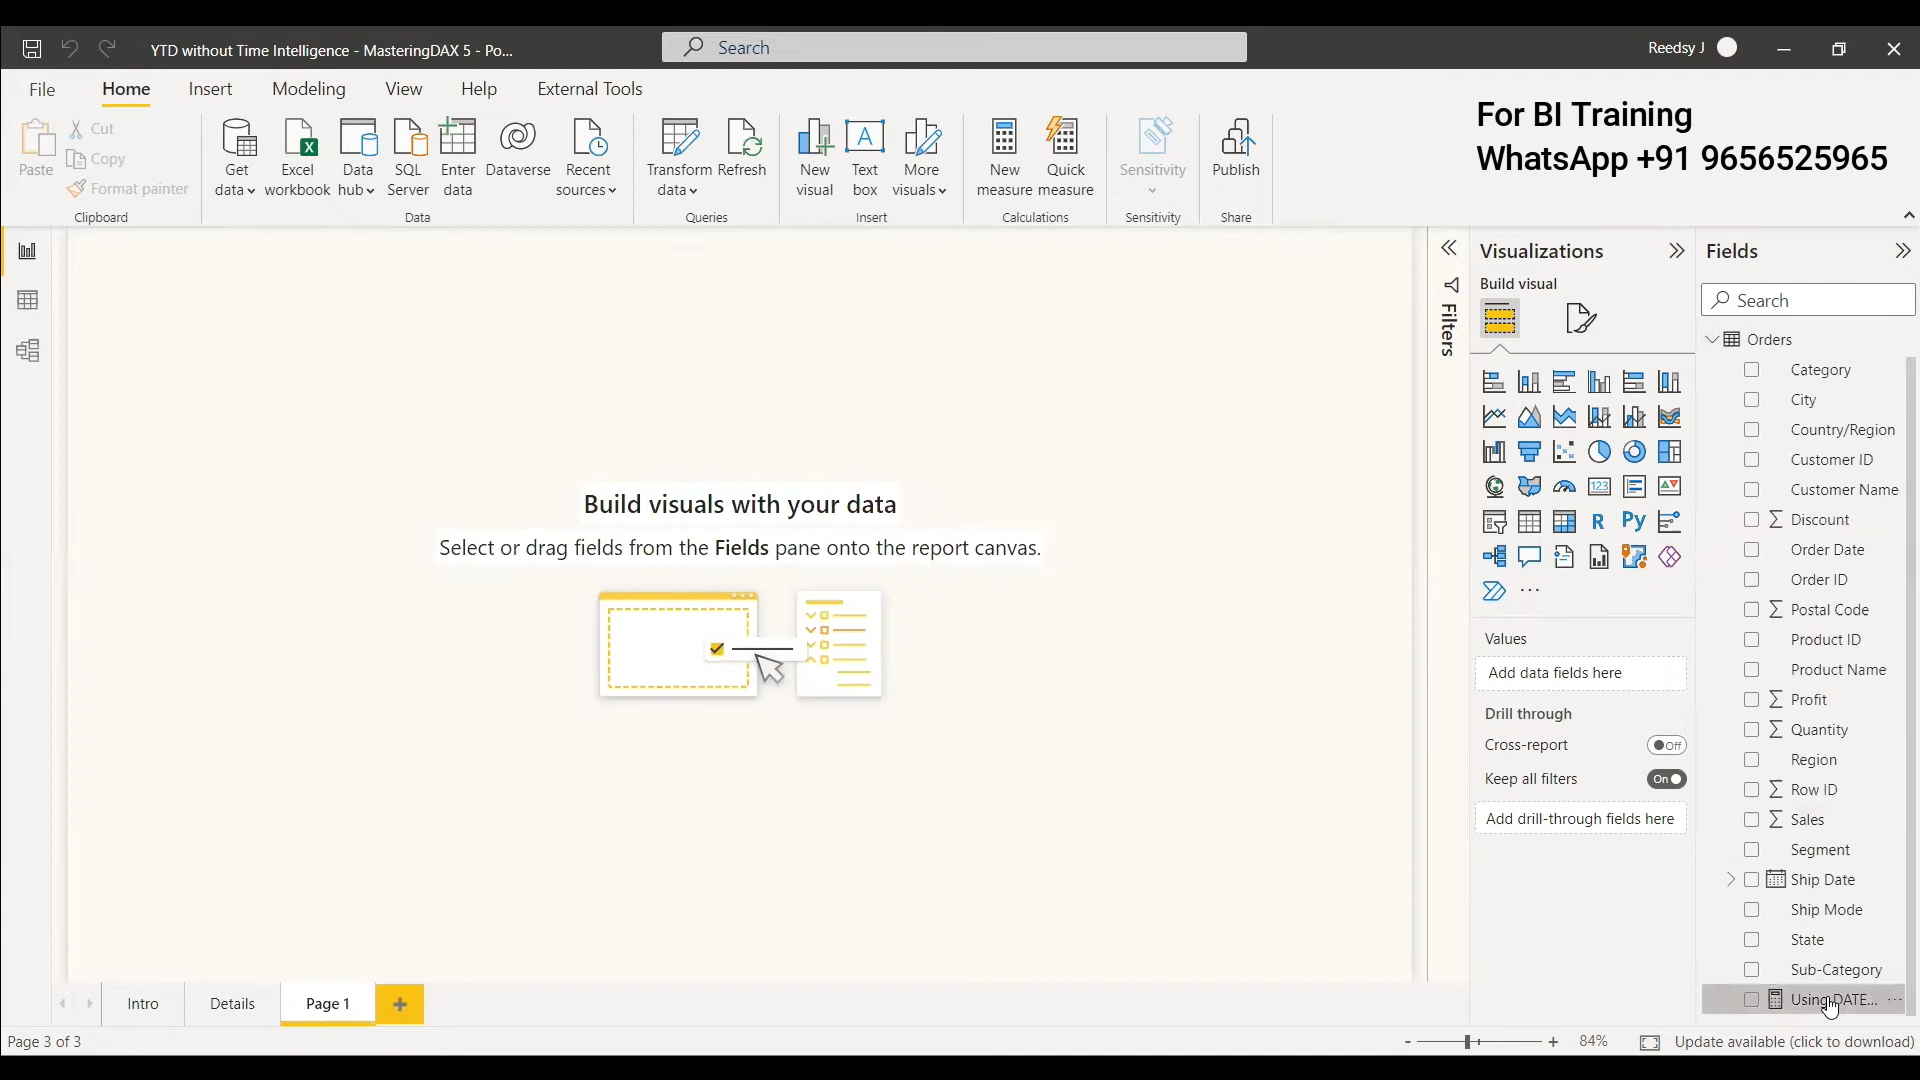 YTD without Time Intelligence - MasteringDAX 5 - Po...
Search
Reedsy J
File
Home
Insert
Modeling
View
Help
External Tools
For BI Training
WhatsApp +91 9656525965
Paste
Cut
Copy
Format painter
Clipboard
Get data
Excel workbook
Data hub
SQL Server
Enter data
Dataverse
Recent sources
Data
Transform data
Refresh
Queries
New visual
Text box
More visuals
Insert
New measure
Quick measure
Calculations
Sensitivity
Sensitivity
Publish
Share
Build visuals with your data
Select or drag fields from the Fields pane onto the report canvas.
Filters
Visualizations
Build visual
123
R
Py
Values
Add data fields here
Drill through
Cross-report
Off
Keep all filters
On
Add drill-through fields here
Fields
Search
Orders
Category
City
Country/Region
Customer ID
Customer Name
Discount
Order Date
Order ID
Postal Code
Product ID
Product Name
Profit
Quantity
Region
Row ID
Sales
Segment
Ship Date
Ship Mode
State
Sub-Category
Using DATE...
Intro
Details
Page 1
Page 3 of 3
84%
Update available (click to download)